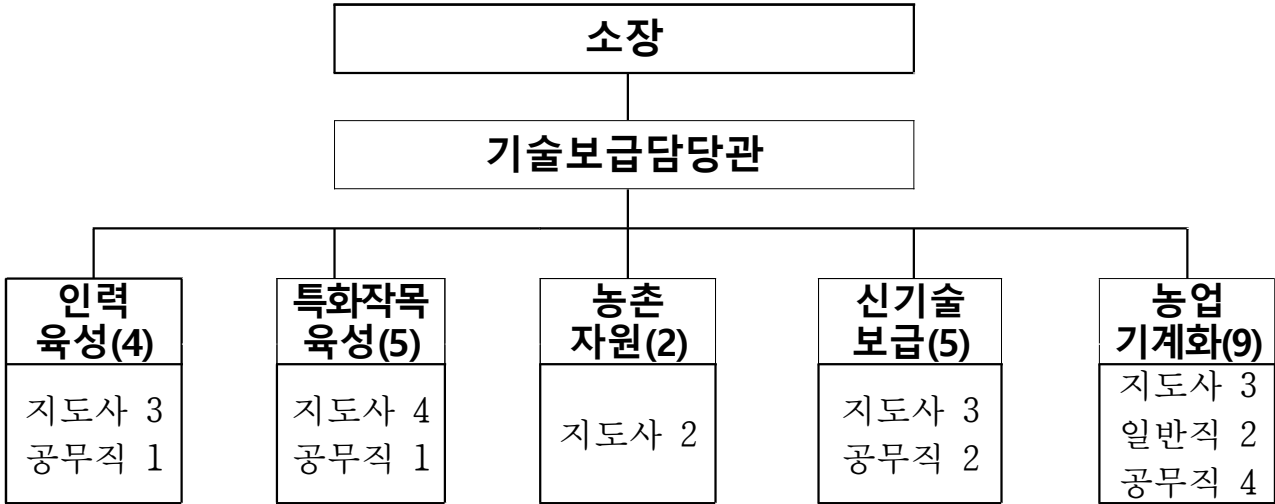 소장
기술보급담당관
인력
육성(4)
지도사 3
공무직 1
특화작목
육성(5)
지도사 4
공무직 1
농촌
자원(2)
지도사 2
신기술
보급(5)
지도사 3
공무직 2
농업
기계화(9)
지도사 3
일반직 2
공무직 4